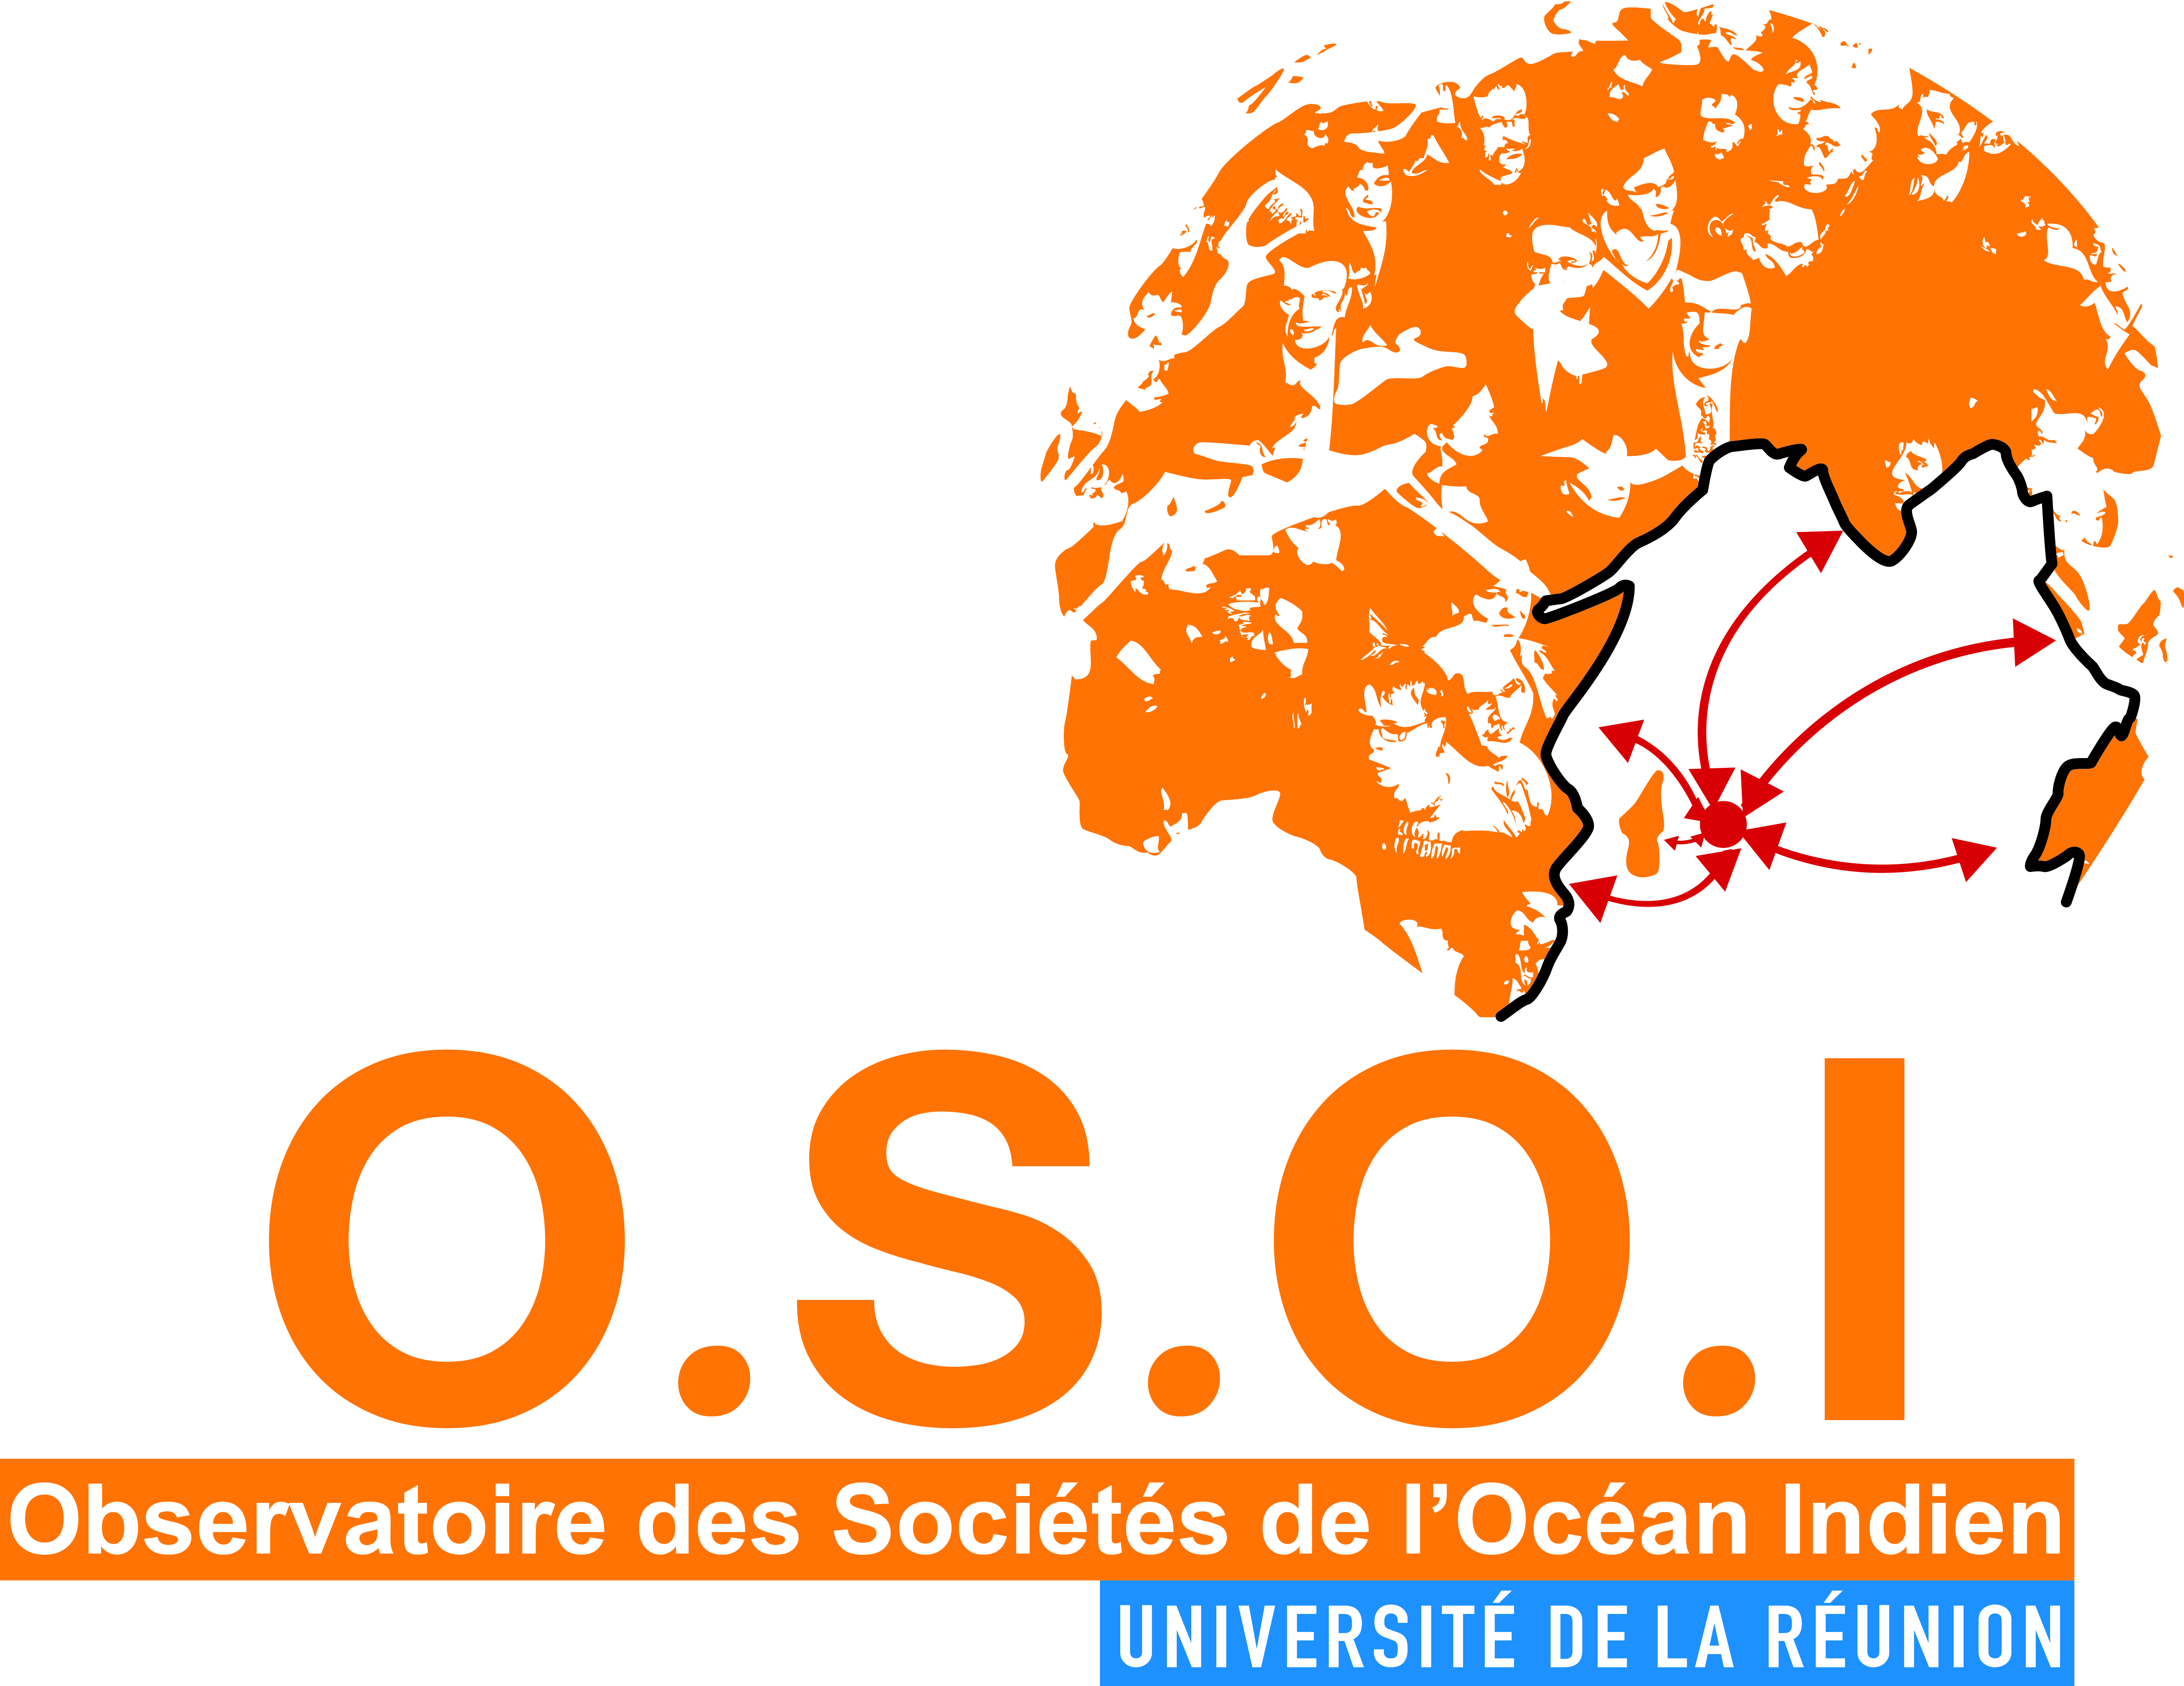 O.S.O.I
Observatoire des Sociétés de l'Océan Indien
UNIVERSITÉ DE LA RÉUNION